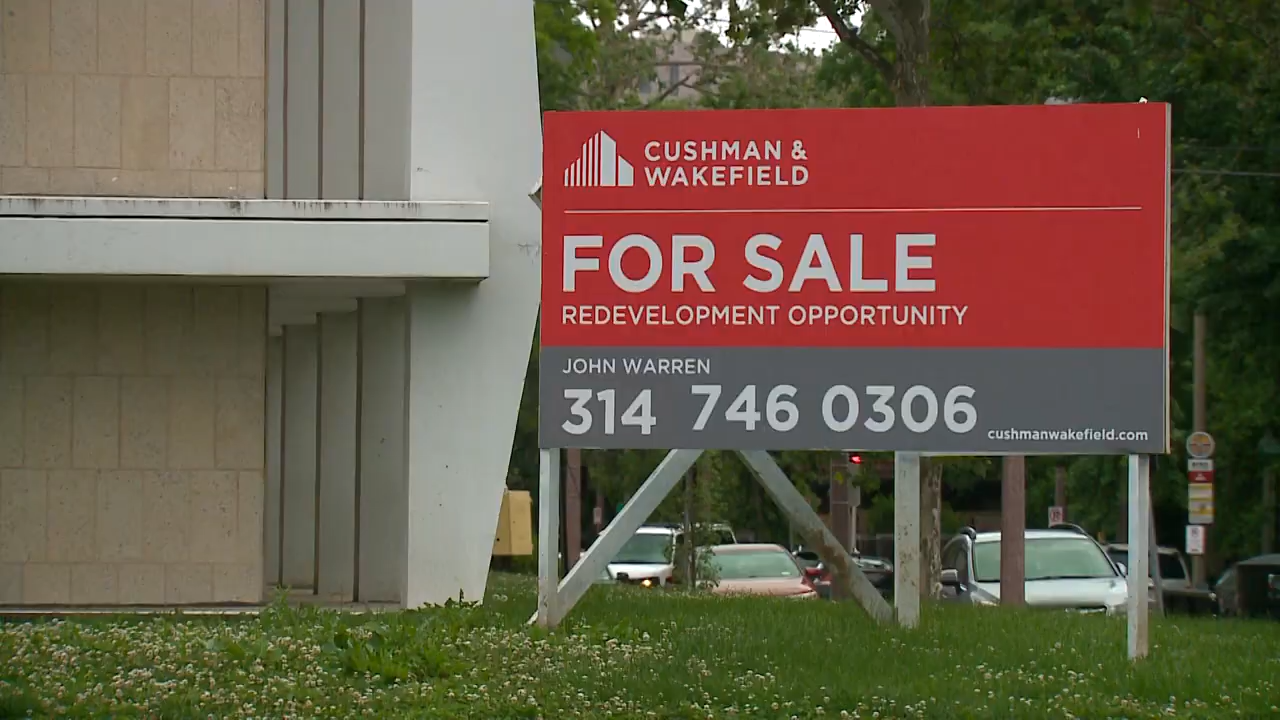 CUSHMAN &
WAKEFIELD
FOR SALE
REDEVELOPMENT OPPORTUNITY
JOHN WARREN
314 746 0306
cushmanwakefield.com